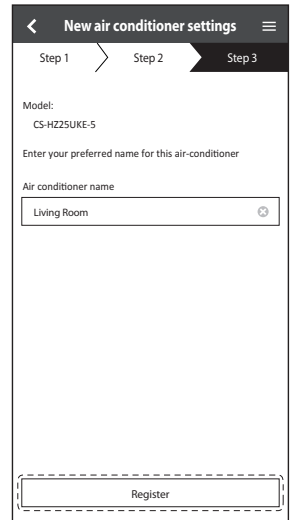 New air conditioner settings
Step 1 Step 2 Step 3
Model:
CS-HZ25UKE-5
Enter your preferred name for this air-conditioner
Air conditioner name
Living Room
Register